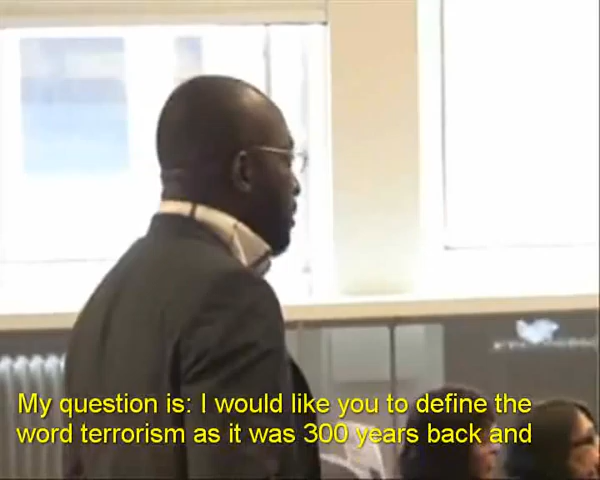 My question is: I would like you to define the
word terrorism as it was 300 years back and